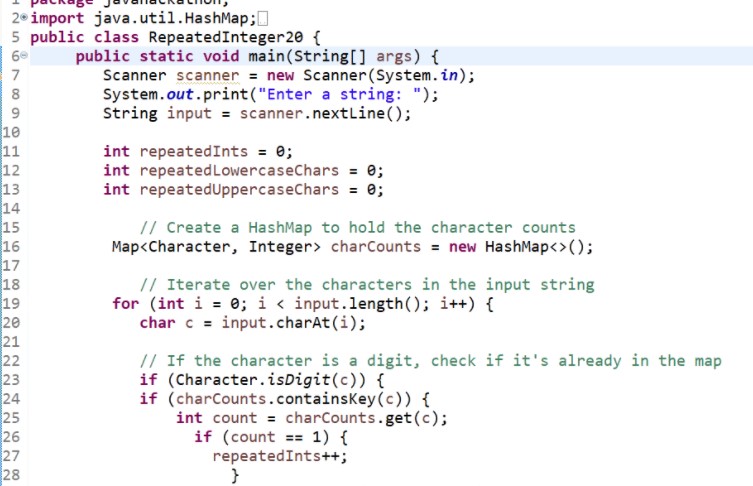 1 package javahackathon;
2 import java.util.HashMap;
5 public class RepeatedInteger20 {
6 public static void main(String[] args) {
7 Scanner scanner = new Scanner(System.in);
8 System.out.print("Enter a string: ");
9 String input = scanner.nextLine();
10
11 int repeatedInts = 0;
12 int repeatedLowercaseChars = 0;
13 int repeatedUppercaseChars = 0;
14
15 // Create a HashMap to hold the character counts
16 Map<Character, Integer> charCounts = new HashMap<>();
17
18 // Iterate over the characters in the input string
19 for (int i = 0; i < input.length(); i++) {
20 char c = input.charAt(i);
21
22 // If the character is a digit, check if it's already in the map
23 if (Character.isDigit(c)) {
24 if (charCounts.containsKey(c)) {
25 int count = charCounts.get(c);
26 if (count == 1) {
27 repeatedInts++;
28 }